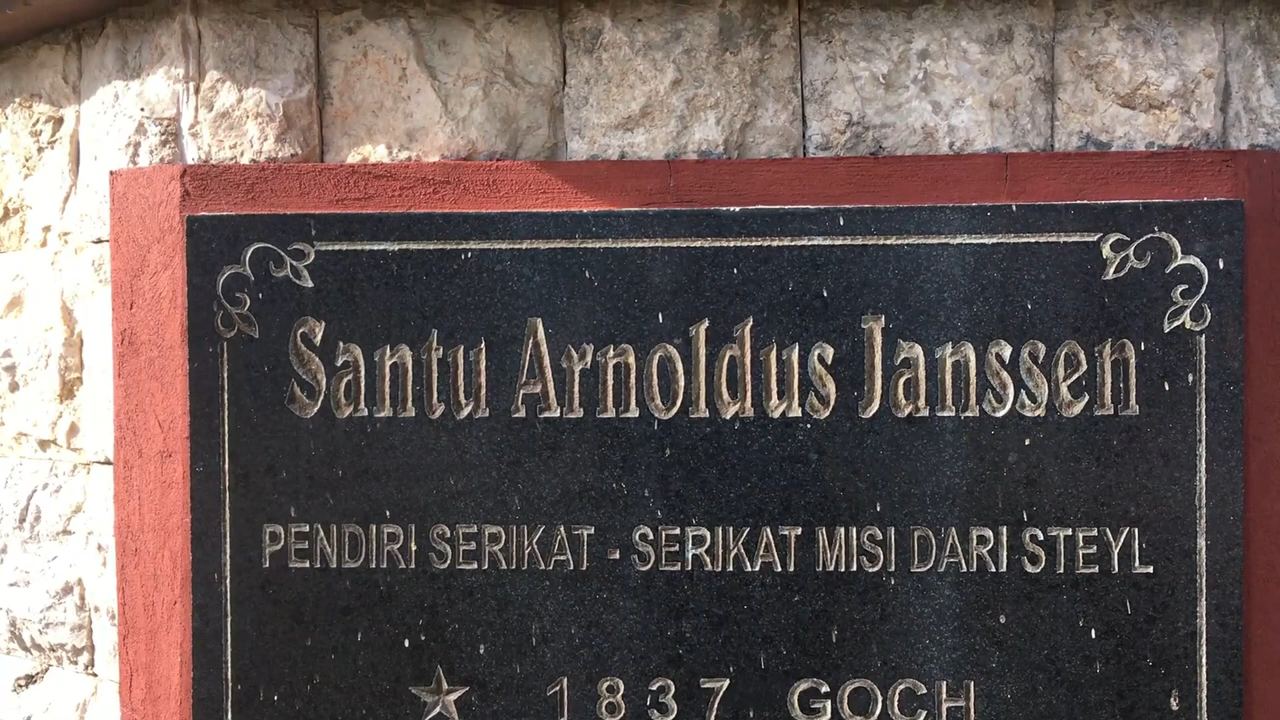 Santu Arnoldus Janssen
PENDIRI SERIKAT - SERIKAT MISI DARI STEYL
1837 GOCH